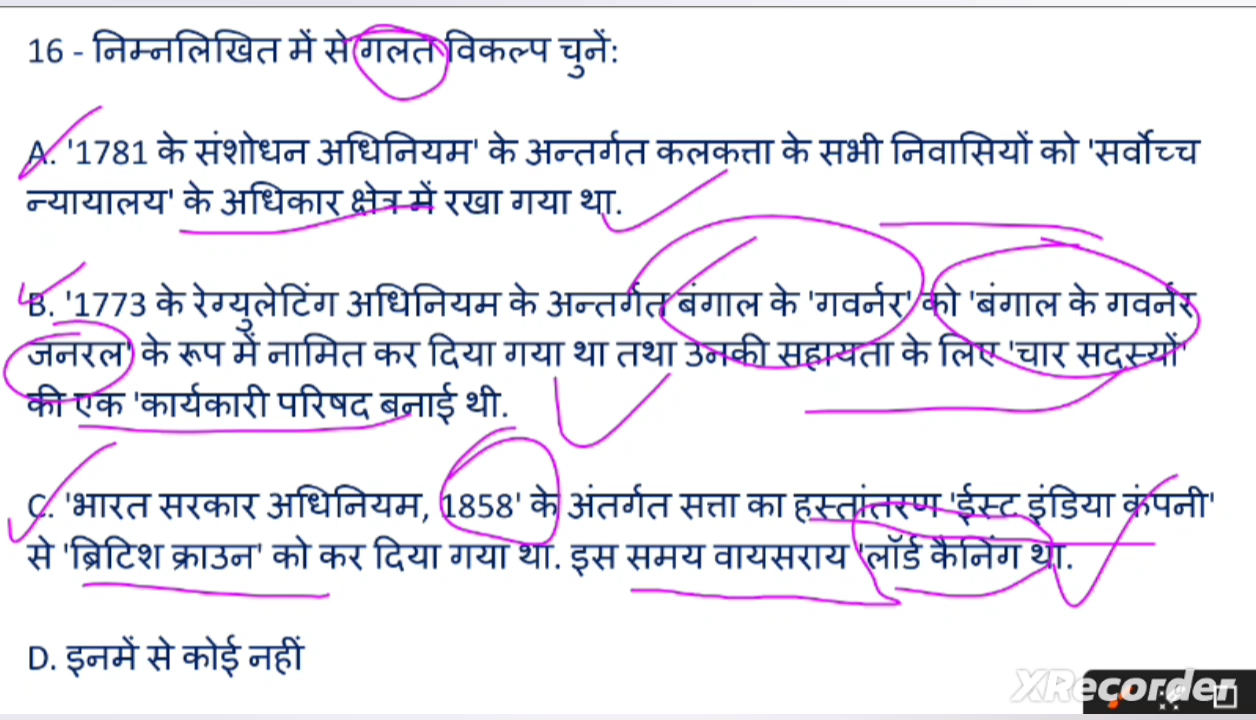 16 - निम्नलिखित में से गलत विकल्प चुनें:
A. '1781 के संशोधन अधिनियम' के अन्तर्गत कलकत्ता के सभी निवासियों को 'सर्वोच्च
न्यायालय' के अधिकार क्षेत्र में रखा गया था.
B. '1773 के रेग्युलेटिंग अधिनियम के अन्तर्गत बंगाल के 'गवर्नर' को 'बंगाल के गवर्नर
जनरल' के रूप में नामित कर दिया गया था तथा उनकी सहायता के लिए 'चार सदस्यों'
की एक 'कार्यकारी परिषद बनाई थी.
C. 'भारत सरकार अधिनियम, 1858' के अंतर्गत सत्ता का हस्तांतरण 'ईस्ट इंडिया कंपनी'
से 'ब्रिटिश क्राउन' को कर दिया गया था. इस समय वायसराय 'लॉर्ड कैनिंग था.
D. इनमें से कोई नहीं
XRecorder